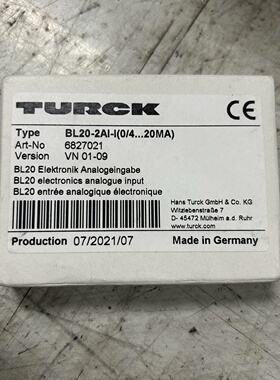 TURCK
CE
Type BL20-2AI-I(0/4...20MA)
Art-No 6827021
Version VN 01-09
BL20 Elektronik Analogeingabe
BL20 electronics analogue input
BL20 entrée analogique électronique
Hans Turck GmbH & Co. KG
Witzlebenstraße 7
D- 45472 Mülheim a.d. Ruhr
www.turck.com
Production 07/2021/07 Made in Germany